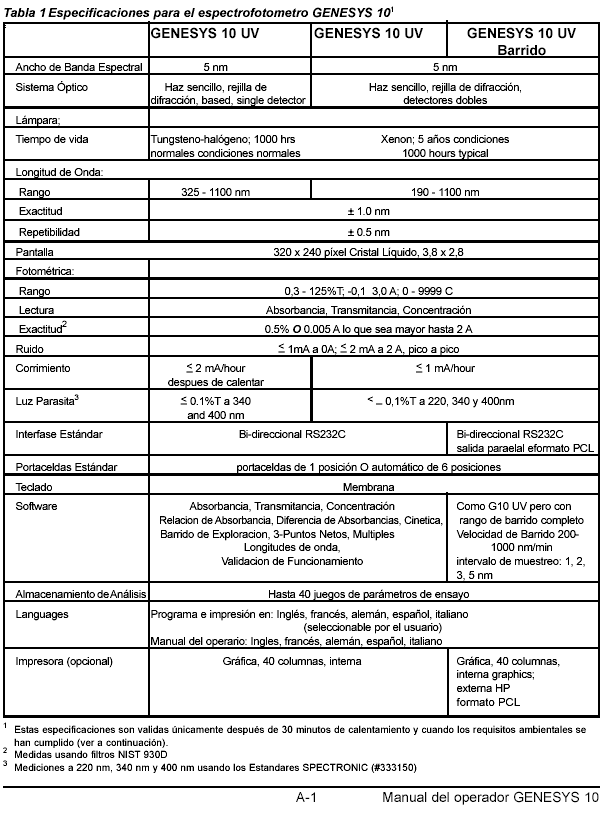 Tabla 1 Especificaciones para el espectrofotometro GENESYS 10¹
GENESYS 10 UV GENESYS 10 UV GENESYS 10 UV
Barrido
Ancho de Banda Espectral 5 nm 5 nm
Sistema Óptico Haz sencillo, rejilla de Haz sencillo, rejilla de difracción,
difracción, based, single detector detectores dobles
Lámpara;
Tiempo de vida Tungsteno-halógeno; 1000 hrs Xenon; 5 años condiciones
normales condiciones normales 1000 hours typical
Longitud de Onda:
Rango 325 - 1100 nm 190 - 1100 nm
Exactitud ± 1.0 nm
Repetibilidad ± 0.5 nm
Pantalla 320 x 240 píxel Cristal Líquido, 3,8 x 2,8
Fotométrica:
Rango 0,3 - 125%T; -0,1 3,0 A; 0 - 9999 C
Lectura Absorbancia, Transmitancia, Concentración
Exactitud² 0.5% O 0.005 A lo que sea mayor hasta 2 A
Ruido ≤ 1mA a 0A; ≤ 2 mA a 2 A, pico a pico
Corrimiento ≤ 2 mA/hour ≤ 1 mA/hour
despues de calentar
Luz Parasita³ ≤ 0.1%T a 340 < _ 0,1%T a 220, 340 y 400nm
and 400 nm
Interfase Estándar Bi-direccional RS232C Bi-direccional RS232C
salida paraelal eformato PCL
Portaceldas Estándar portaceldas de 1 posición O automático de 6 posiciones
Teclado Membrana
Software Absorbancia, Transmitancia, Concentración Como G10 UV pero con
Relacion de Absorbancia, Diferencia de Absorbancias, Cinetica, rango de barrido completo
Barrido de Exploracion, 3-Puntos Netos, Multiples Velocidad de Barrido 200-
Longitudes de onda, 1000 nm/min
Validacion de Funcionamiento intervalo de muestreo: 1, 2,
3, 5 nm
Almacenamiento de Análisis Hasta 40 juegos de parámetros de ensayo
Languages Programa e impresión en: Inglés, francés, alemán, español, italiano
(seleccionable por el usuario)
Manual del operario: Ingles, francés, alemán, español, italiano
Impresora (opcional) Gráfica, 40 columnas, interna Gráfica, 40 columnas,
interna graphics;
externa HP
formato PCL
1 Estas especificaciones son validas únicamente después de 30 minutos de calentamiento y cuando los requisitos ambientales se
han cumplido (ver a continuación).
2 Medidas usando filtros NIST 930D
3 Mediciones a 220 nm, 340 nm y 400 nm usando los Estandares SPECTRONIC (#333150)
A-1 Manual del operador GENESYS 10